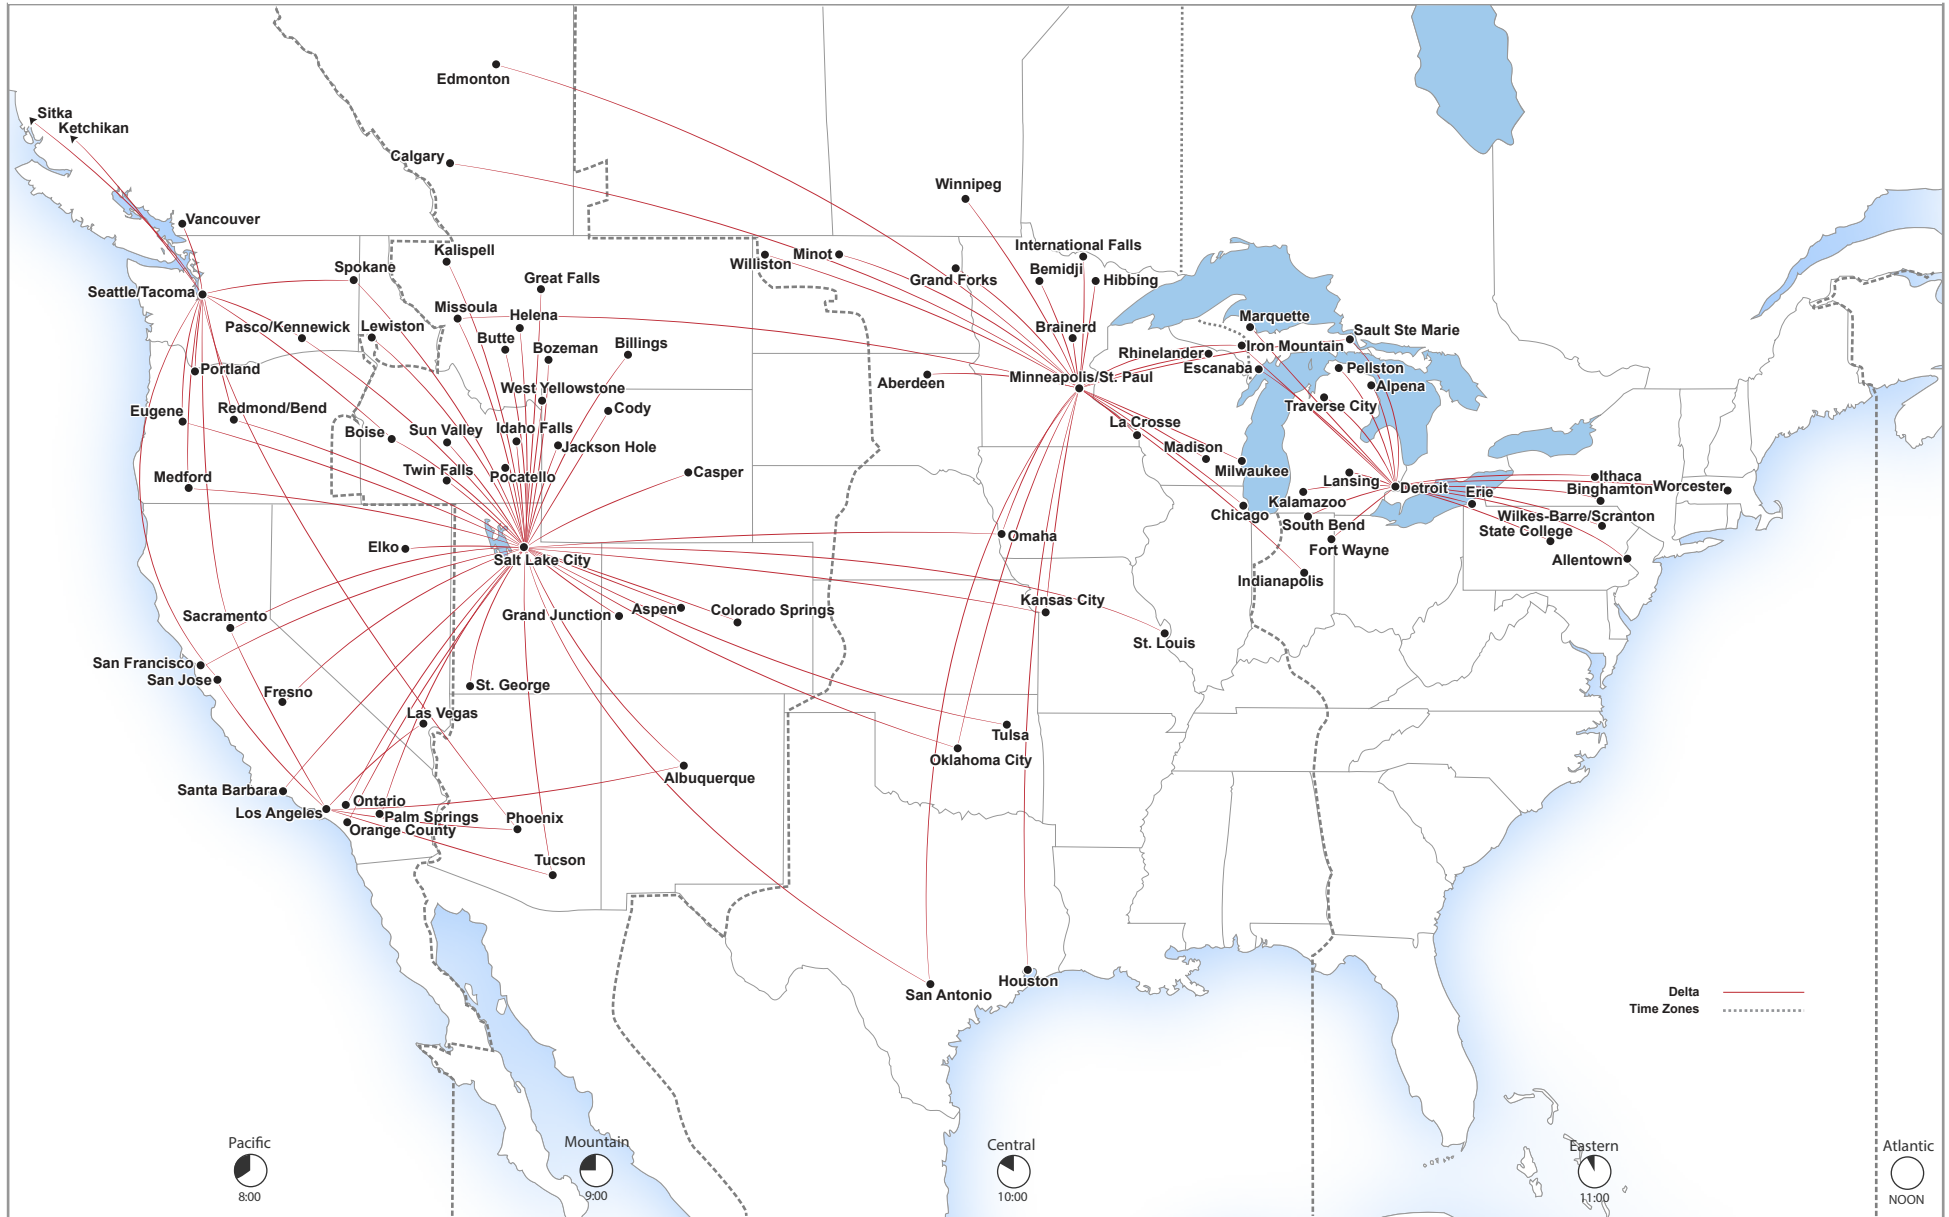 Edmonton
Sitka
Ketchikan
Calgary
Winnipeg
Vancouver
International Falls
Kalispell
Minot
Williston
Bemidji
Spokane
Great Falls
Grand Forks
Hibbing
Seattle/Tacoma
Missoula
Helena
Marquette
Pasco/Kennewick
Lewiston
Brainerd
Sault Ste Marie
Butte
Billings
Bozeman
Iron Mountain
Rhinelander
Portland
Escanaba
Pellston
Minneapolis/St. Paul
Aberdeen
West Yellowstone
Alpena
Eugene
Redmond/Bend
Cody
Traverse City
Boise
Sun Valley
Idaho Falls
La Crosse
Jackson Hole
Madison
Twin Falls
Casper
Milwaukee
Medford
Pocatello
Lansing
Ithaca
Detroit
Erie
Binghamton
Worcester
Kalamazoo
Chicago
Wilkes-Barre/Scranton
South Bend
State College
Elko
Omaha
Fort Wayne
Salt Lake City
Allentown
Indianapolis
Kansas City
Aspen
Colorado Springs
Sacramento
Grand Junction
St. Louis
San Francisco
San Jose
St. George
Fresno
Las Vegas
Tulsa
Oklahoma City
Albuquerque
Santa Barbara
Ontario
Los Angeles
Palm Springs
Phoenix
Orange County
Tucson
Houston
San Antonio
Delta
Time Zones
Pacific
Mountain
Central
Eastern
Atlantic
8:00
9:00
10:00
11:00
NOON